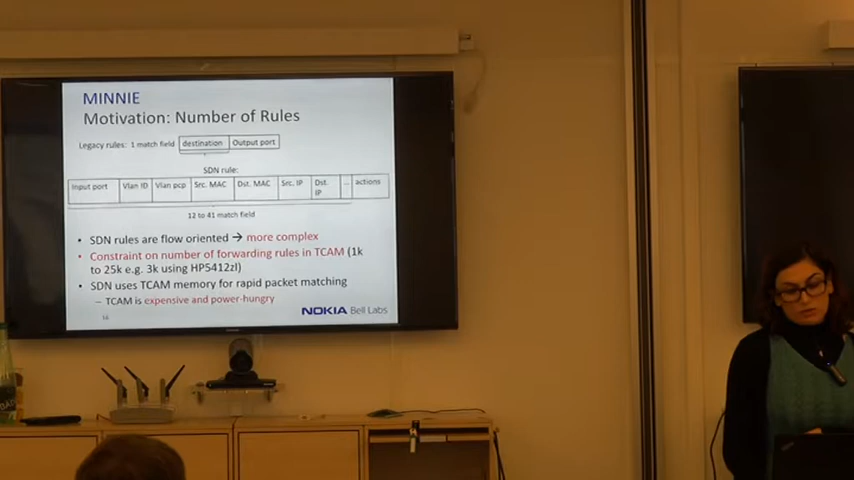 MINNIE
Motivation: Number of Rules
Legacy rules: 1 match field destination Output port
SDN rule:
Input port Vlan ID Vlan pcp Src. MAC Dst. MAC Src. IP Dst. IP ... actions
12 to 41 match field
• SDN rules are flow oriented → more complex
• Constraint on number of forwarding rules in TCAM (1k
to 25k e.g. 3k using HP5412zl)
• SDN uses TCAM memory for rapid packet matching
– TCAM is expensive and power-hungry
NOKIA Bell Labs